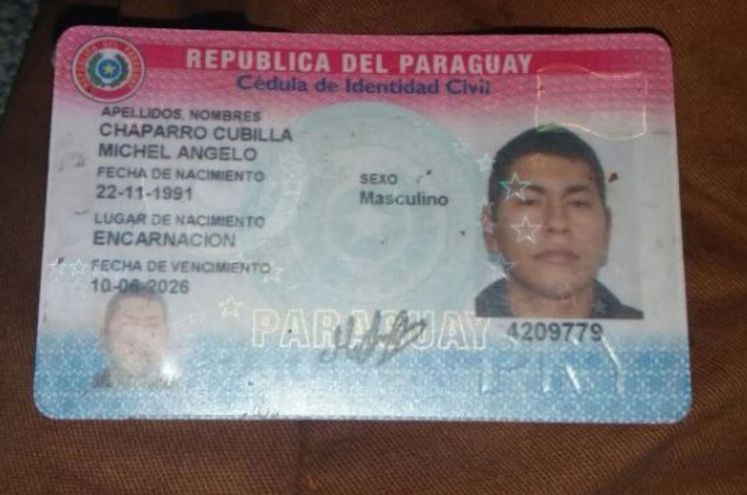 REPUBLICA DEL PARAGUAY
Cédula de Identidad Civil
APELLIDOS, NOMBRES
CHAPARRO CUBILLA
MICHEL ANGELO
FECHA DE NACIMIENTO
22-11-1991
SEXO
Masculino
LUGAR DE NACIMIENTO
ENCARNACION
FECHA DE VENCIMIENTO
10-06-2026
PARAGUAY
4209779
PRY